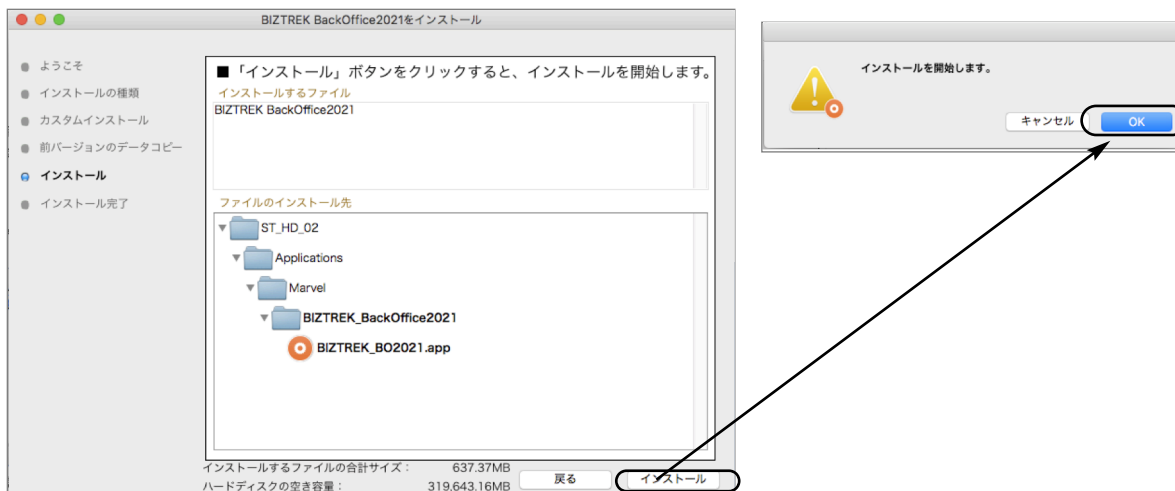 BIZTREK BackOffice2021をインストール
ようこそ
インストールの種類
カスタムインストール
前バージョンのデータコピー
インストール
インストール完了
■「インストール」ボタンをクリックすると、インストールを開始します。
インストールするファイル
BIZTREK BackOffice2021
ファイルのインストール先
ST_HD_02
Applications
Marvel
BIZTREK_BackOffice2021
BIZTREK_BO2021.app
インストールするファイルの合計サイズ： 637.37MB
ハードディスクの空き容量： 319,643.16MB
戻る
インストール
インストールを開始します。
キャンセル
OK